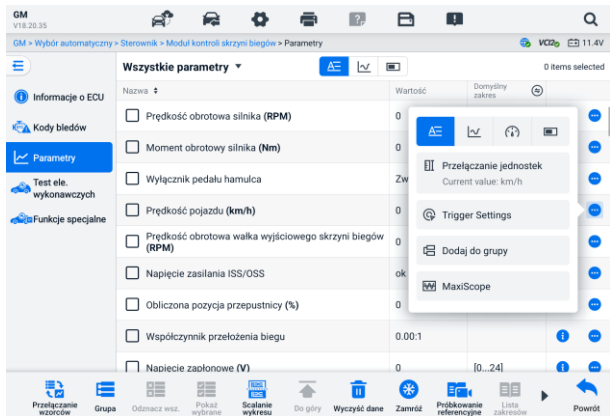 GM
V18.20.35
GM > Wybór automatyczny > Sterownik > Moduł kontroli skrzyni biegów > Parametry
VCI2
11.4V
Wszystkie parametry
0 items selected
Informacje o ECU
Kody bledów
Parametry
Test ele.
wykonawczych
Funkcje specjalne
Nazwa
Wartość
Domyślny
zakres
Prędkość obrotowa silnika (RPM)
0
Moment obrotowy silnika (Nm)
0
Wyłącznik pedału hamulca
Zw
Prędkość pojazdu (km/h)
0
Prędkość obrotowa wałka wyjściowego skrzyni biegów
(RPM)
0
Napięcie zasilania ISS/OSS
ok
Obliczona pozycja przepustnicy (%)
0
Współczynnik przełożenia biegu
0.00:1
Napięcie zapłonowe (V)
0
[0...24]
Przełączanie jednostek
Current value: km/h
Trigger Settings
Dodaj do grupy
MaxiScope
Przełączanie
wzorców
Grupa
Odznacz wsz.
Pokaż
wybrane
Scalanie
wykresu
Do góry
Wyczyść dane
Zamróź
Próbkowanie
referencyjne
Lista
zakresów
Powrót